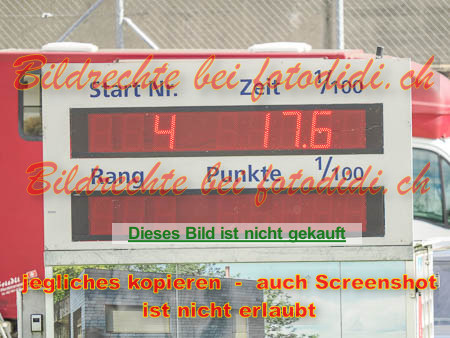 Bildrechte bei fotodidi.ch
Start Nr. Zeit 1/100
4 17.6
Bildrechte bei fotodidi.ch
Rang Punkte 1/100
Dieses Bild ist nicht gekauft
jegliches kopieren - auch Screenshot
ist nicht erlaubt